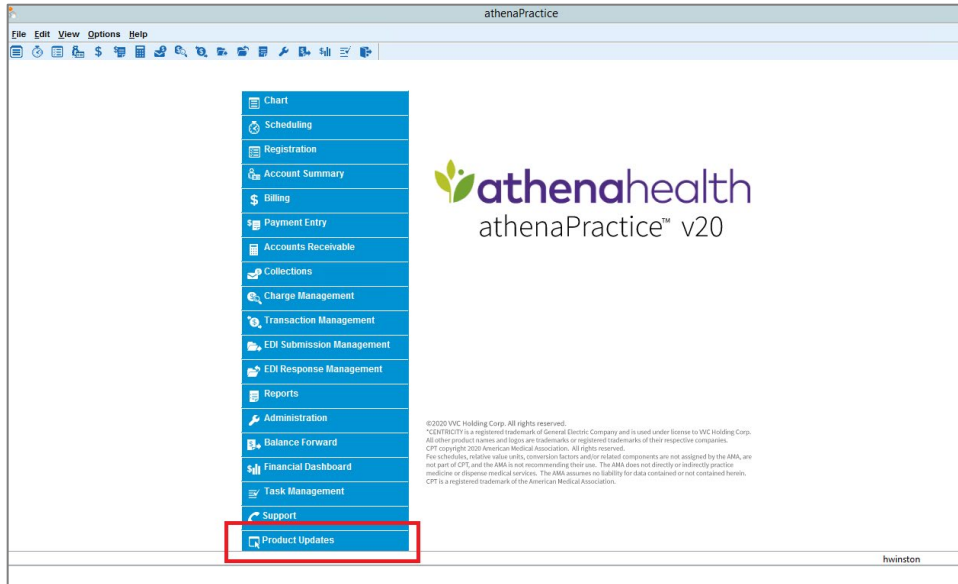 athenaPractice
File Edit View Options Help
Chart
Scheduling
Registration
Account Summary
Billing
Payment Entry
Accounts Receivable
Collections
Charge Management
Transaction Management
EDI Submission Management
EDI Response Management
Reports
Administration
Balance Forward
Financial Dashboard
Task Management
Support
Product Updates
athenahealth
athenaPractice™ v20
©2020 VVC Holding Corp. All rights reserved.
*CENTRICITY is a registered trademark of General Electric Company and is used under license to VVC Holding Corp.
All other product names and logos are trademarks or registered trademarks of their respective companies.
CPT copyright 2020 American Medical Association. All rights reserved.
Fee schedules, relative value units, conversion factors and/or related components are not assigned by the AMA, are
not part of CPT, and the AMA is not recommending their use. The AMA does not directly or indirectly practice
medicine or dispense medical services. The AMA assumes no liability for data contained or not contained herein.
CPT is a registered trademark of the American Medical Association.
hwinston